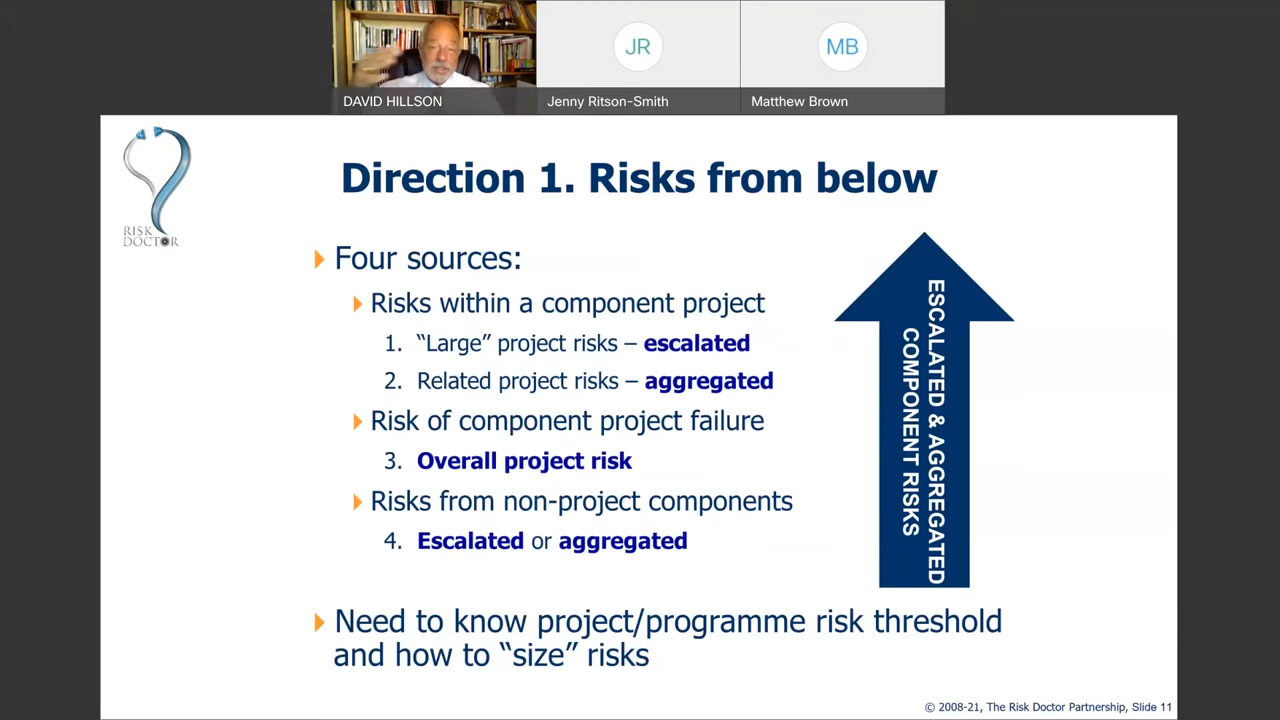 JR
MB
DAVID HILLSON
Jenny Ritson-Smith
Matthew Brown
RISK
DOCTOR
Direction 1. Risks from below
Four sources:
Risks within a component project
1. “Large” project risks – escalated
2. Related project risks – aggregated
Risk of component project failure
3. Overall project risk
Risks from non-project components
4. Escalated or aggregated
ESCALATED & AGGREGATED
COMPONENT RISKS
Need to know project/programme risk threshold
and how to “size” risks
© 2008-21, The Risk Doctor Partnership, Slide 11